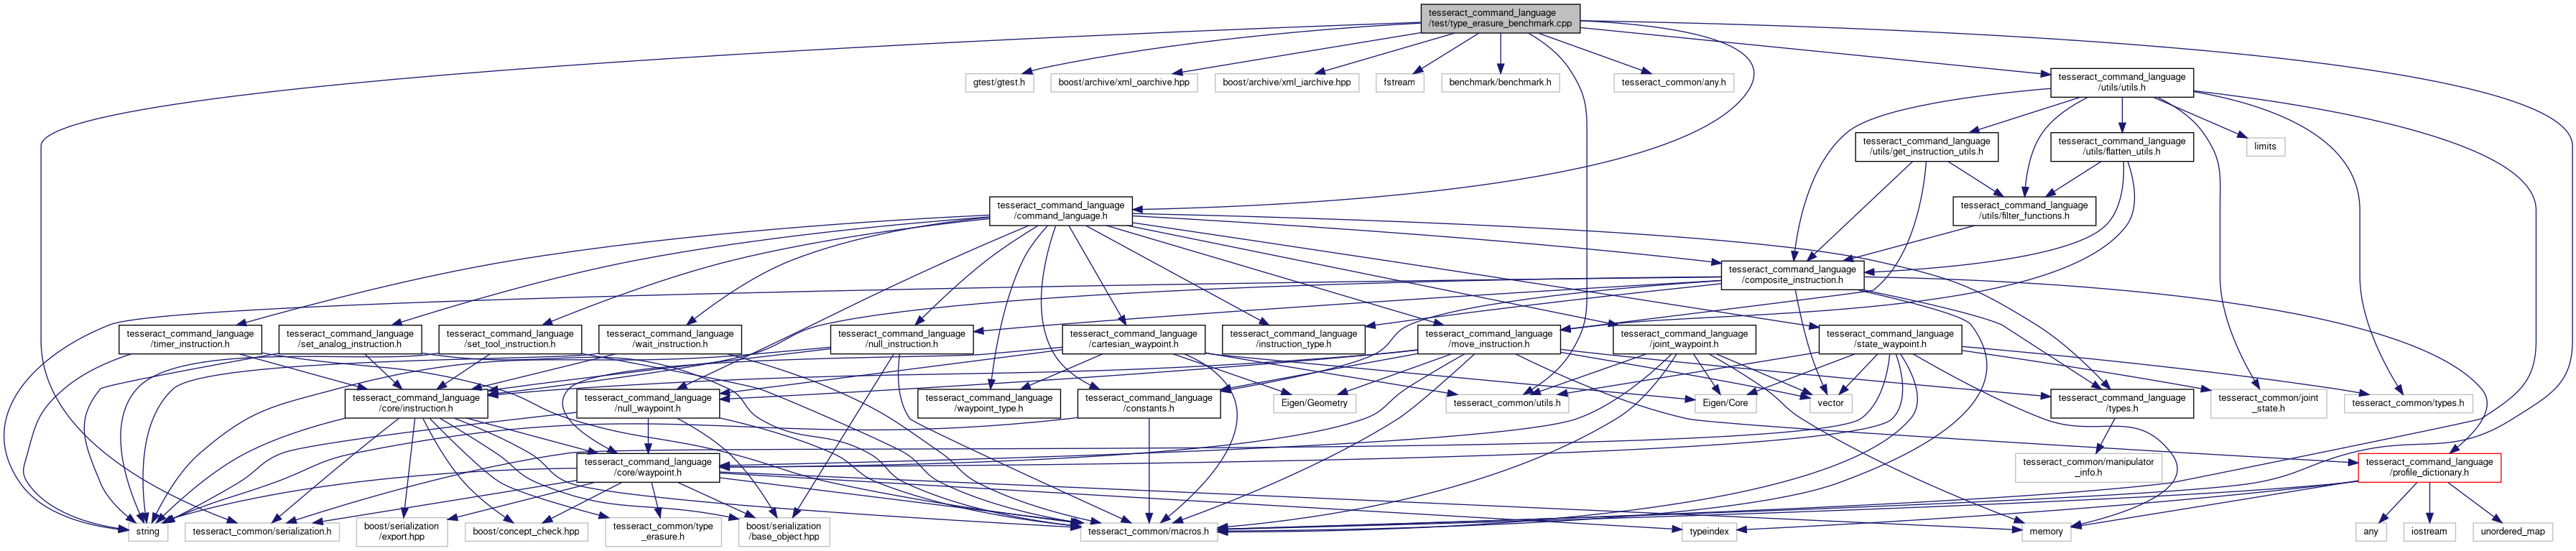 tesseract_command_language
/test/type_erasure_benchmark.cpp
gtest/gtest.h
boost/archive/xml_oarchive.hpp
boost/archive/xml_iarchive.hpp
fstream
benchmark/benchmark.h
tesseract_common/any.h
tesseract_command_language
/utils/utils.h
tesseract_command_language
/utils/get_instruction_utils.h
tesseract_command_language
/utils/flatten_utils.h
limits
tesseract_command_language
/command_language.h
tesseract_command_language
/utils/filter_functions.h
tesseract_command_language
/composite_instruction.h
tesseract_command_language
/timer_instruction.h
tesseract_command_language
/set_analog_instruction.h
tesseract_command_language
/set_tool_instruction.h
tesseract_command_language
/wait_instruction.h
tesseract_command_language
/null_instruction.h
tesseract_command_language
/cartesian_waypoint.h
tesseract_command_language
/instruction_type.h
tesseract_command_language
/move_instruction.h
tesseract_command_language
/joint_waypoint.h
tesseract_command_language
/state_waypoint.h
tesseract_command_language
/core/instruction.h
tesseract_command_language
/null_waypoint.h
tesseract_command_language
/waypoint_type.h
tesseract_command_language
/constants.h
Eigen/Geometry
tesseract_common/utils.h
Eigen/Core
vector
tesseract_command_language
/types.h
tesseract_common/joint
_state.h
tesseract_common/types.h
tesseract_command_language
/core/waypoint.h
tesseract_common/manipulator
_info.h
tesseract_command_language
/profile_dictionary.h
string
tesseract_common/serialization.h
boost/serialization
/export.hpp
boost/concept_check.hpp
tesseract_common/type
_erasure.h
boost/serialization
/base_object.hpp
tesseract_common/macros.h
typeindex
memory
any
iostream
unordered_map